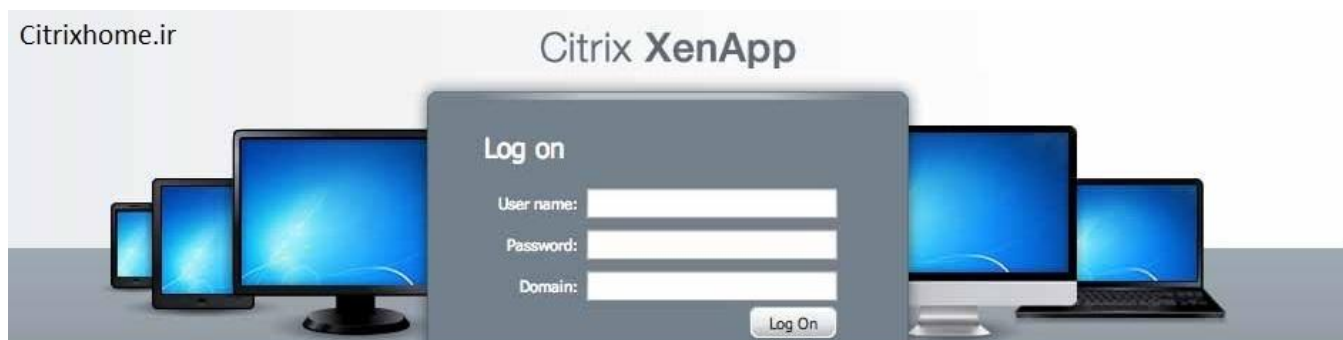 Citrixhome.ir
Citrix XenApp
Log on
User name:
Password:
Domain:
Log On